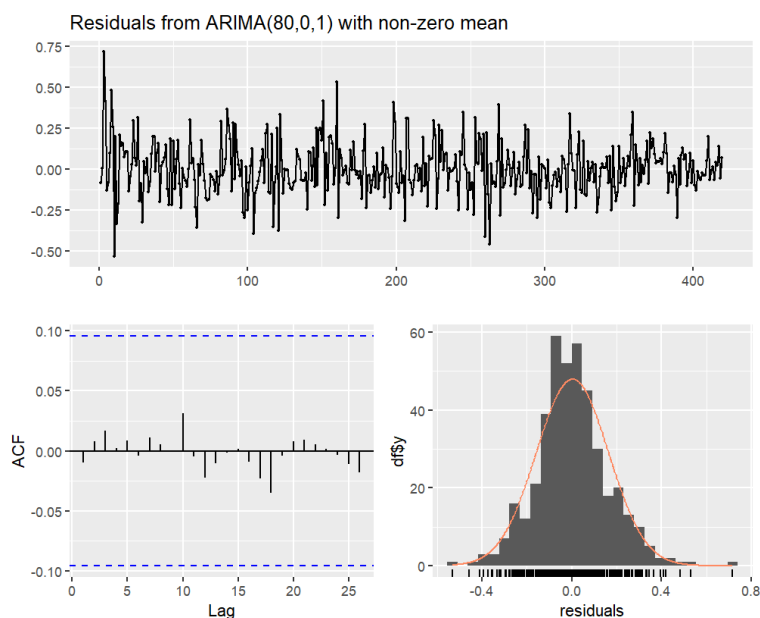 Residuals from ARIMA(80,0,1) with non-zero mean
0.75
0.50
0.25
0.00
-0.25
-0.50
0 100 200 300 400
0.10
0.05
0.00
-0.05
-0.10
ACF
0 5 10 15 20 25
Lag
60
40
20
0
df$y
-0.4 0.0 0.4 0.8
residuals